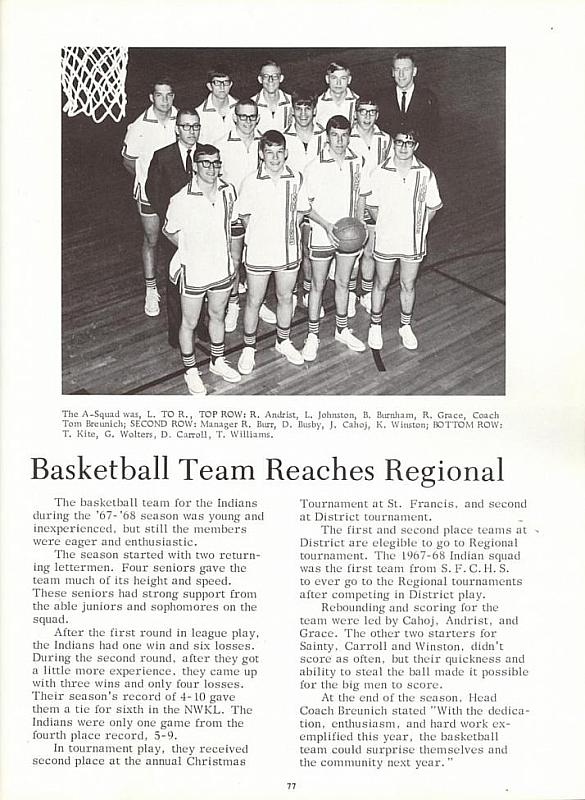 The A-Squad was, L. TO R., TOP ROW: R. Andrist, L. Johnston, B. Burnham, R. Grace, Coach
Tom Breunich; SECOND ROW: Manager R. Burr, D. Busby, J. Cahoj, K. Winston; BOTTOM ROW:
T. Kite, G. Wolters, D. Carroll, T. Williams.
Basketball Team Reaches Regional
The basketball team for the Indians
during the '67-'68 season was young and
inexperienced, but still the members
were eager and enthusiastic.
The season started with two return-
ing lettermen. Four seniors gave the
team much of its height and speed.
These seniors had strong support from
the able juniors and sophomores on the
squad.
After the first round in league play,
the Indians had one win and six losses.
During the second round, after they got
a little more experience, they came up
with three wins and only four losses.
Their season's record of 4-10 gave
them a tie for sixth in the NWKL. The
Indians were only one game from the
fourth place record, 5-9.
In tournament play, they received
second place at the annual Christmas
Tournament at St. Francis, and second
at District tournament.
The first and second place teams at
District are elegible to go to Regional
tournament. The 1967-68 Indian squad
was the first team from S. F. C. H. S.
to ever go to the Regional tournaments
after competing in District play.
Rebounding and scoring for the
team were led by Cahoj, Andrist, and
Grace. The other two starters for
Sainty, Carroll and Winston, didn't
score as often, but their quickness and
ability to steal the ball made it possible
for the big men to score.
At the end of the season, Head
Coach Breunich stated "With the dedica-
tion, enthusiasm, and hard work ex-
emplified this year, the basketball
team could surprise themselves and
the community next year."
77